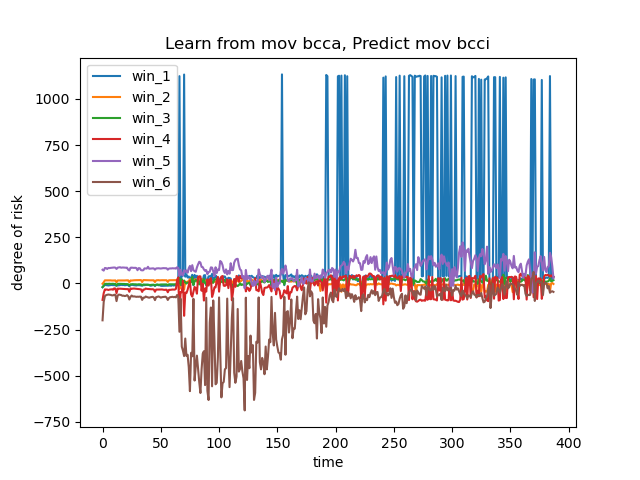 Learn from mov bcca, Predict mov bcci
win_1
win_2
win_3
win_4
win_5
win_6
degree of risk
1000
750
500
250
0
−250
−500
−750
0 50 100 150 200 250 300 350 400
time